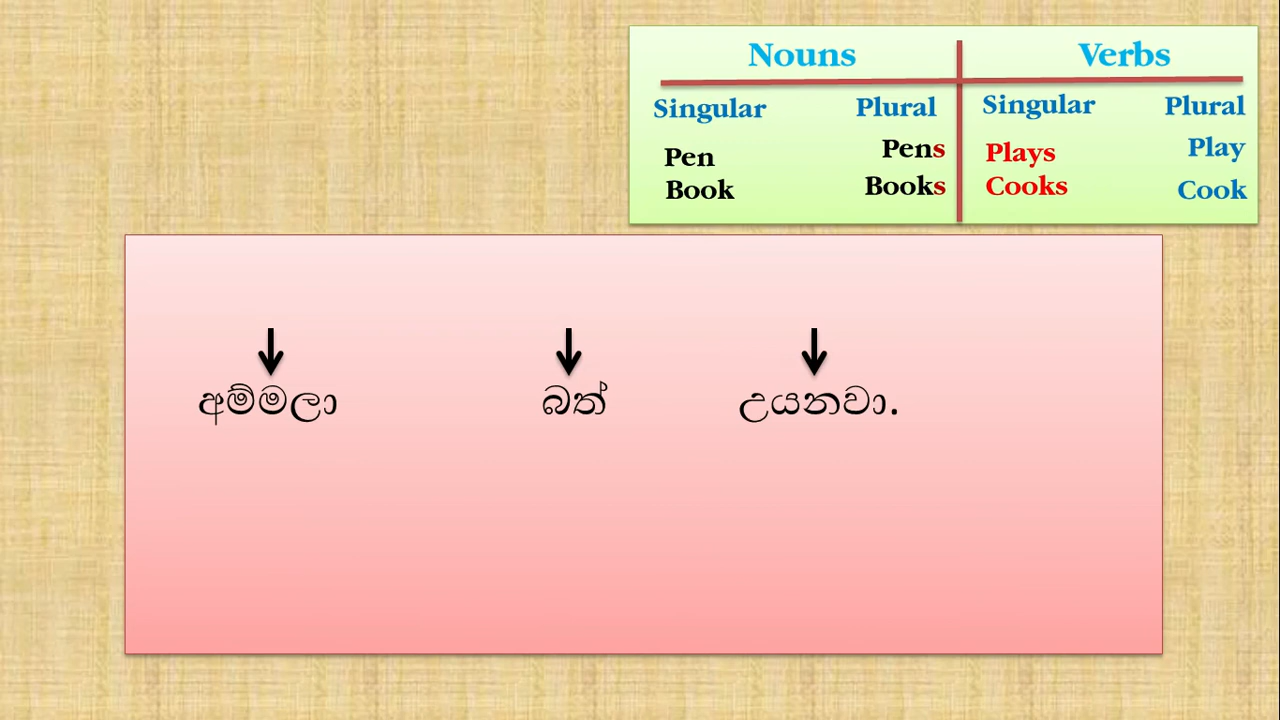 Nouns Verbs
Singular Plural Singular Plural
Pen Pens Plays Play
Book Books Cooks Cook
අම්මලා බත් උයනවා.